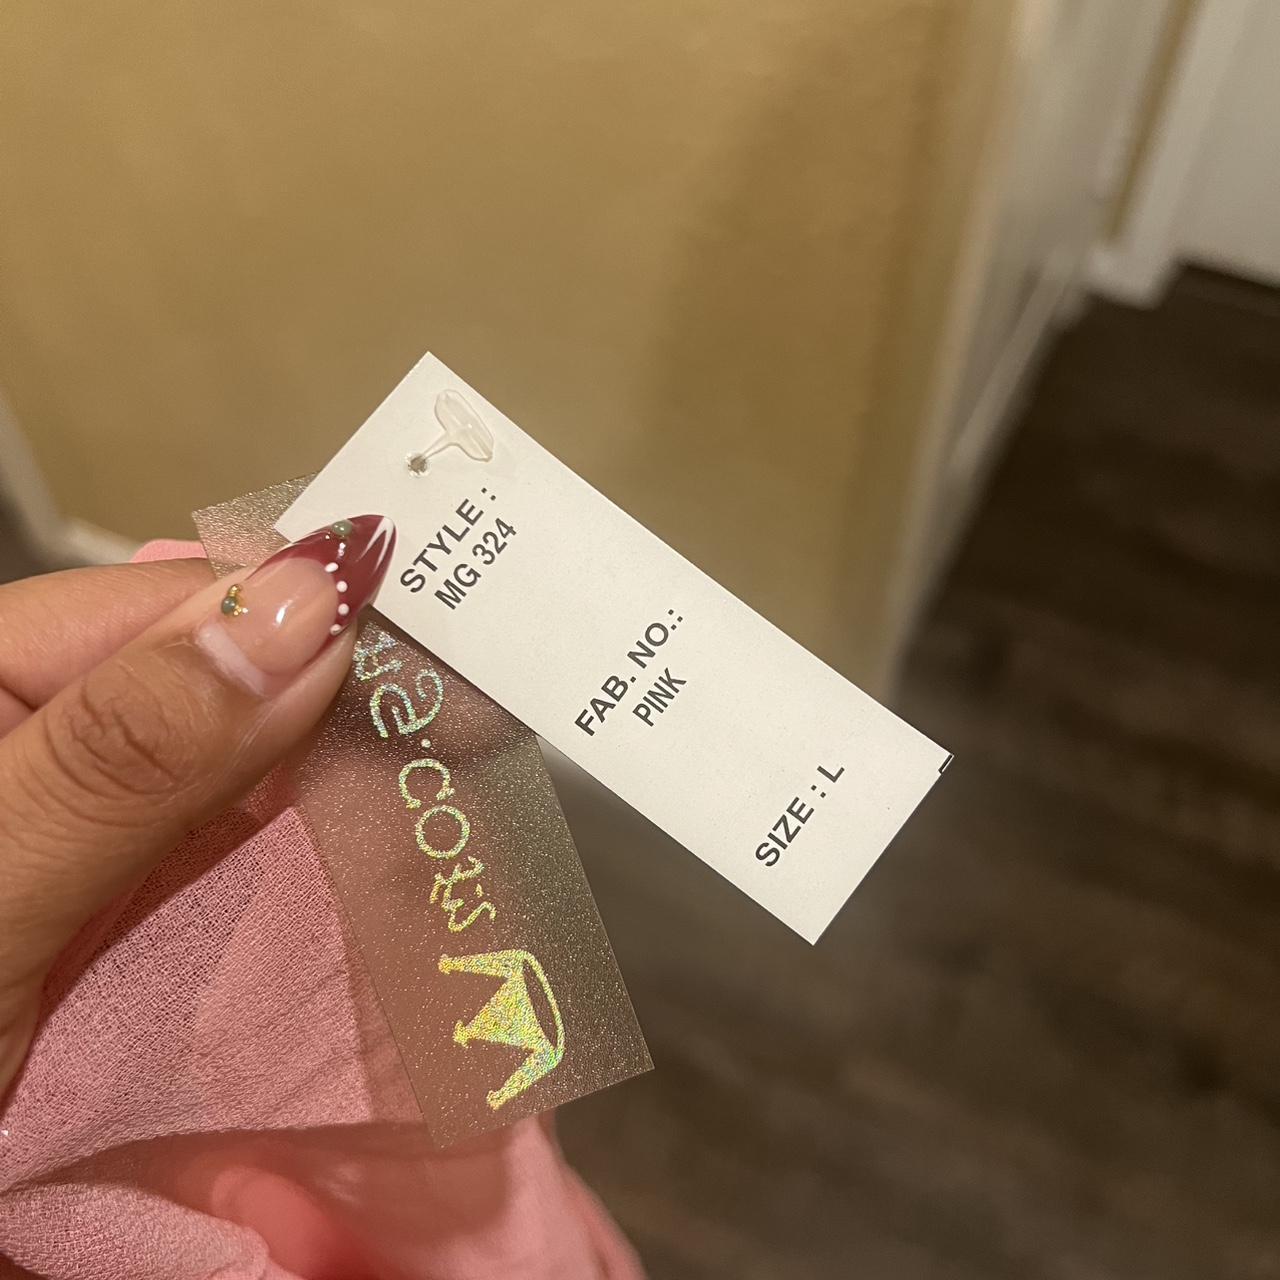 STYLE :
MG 324
FAB. NO.:
PINK
SIZE : L